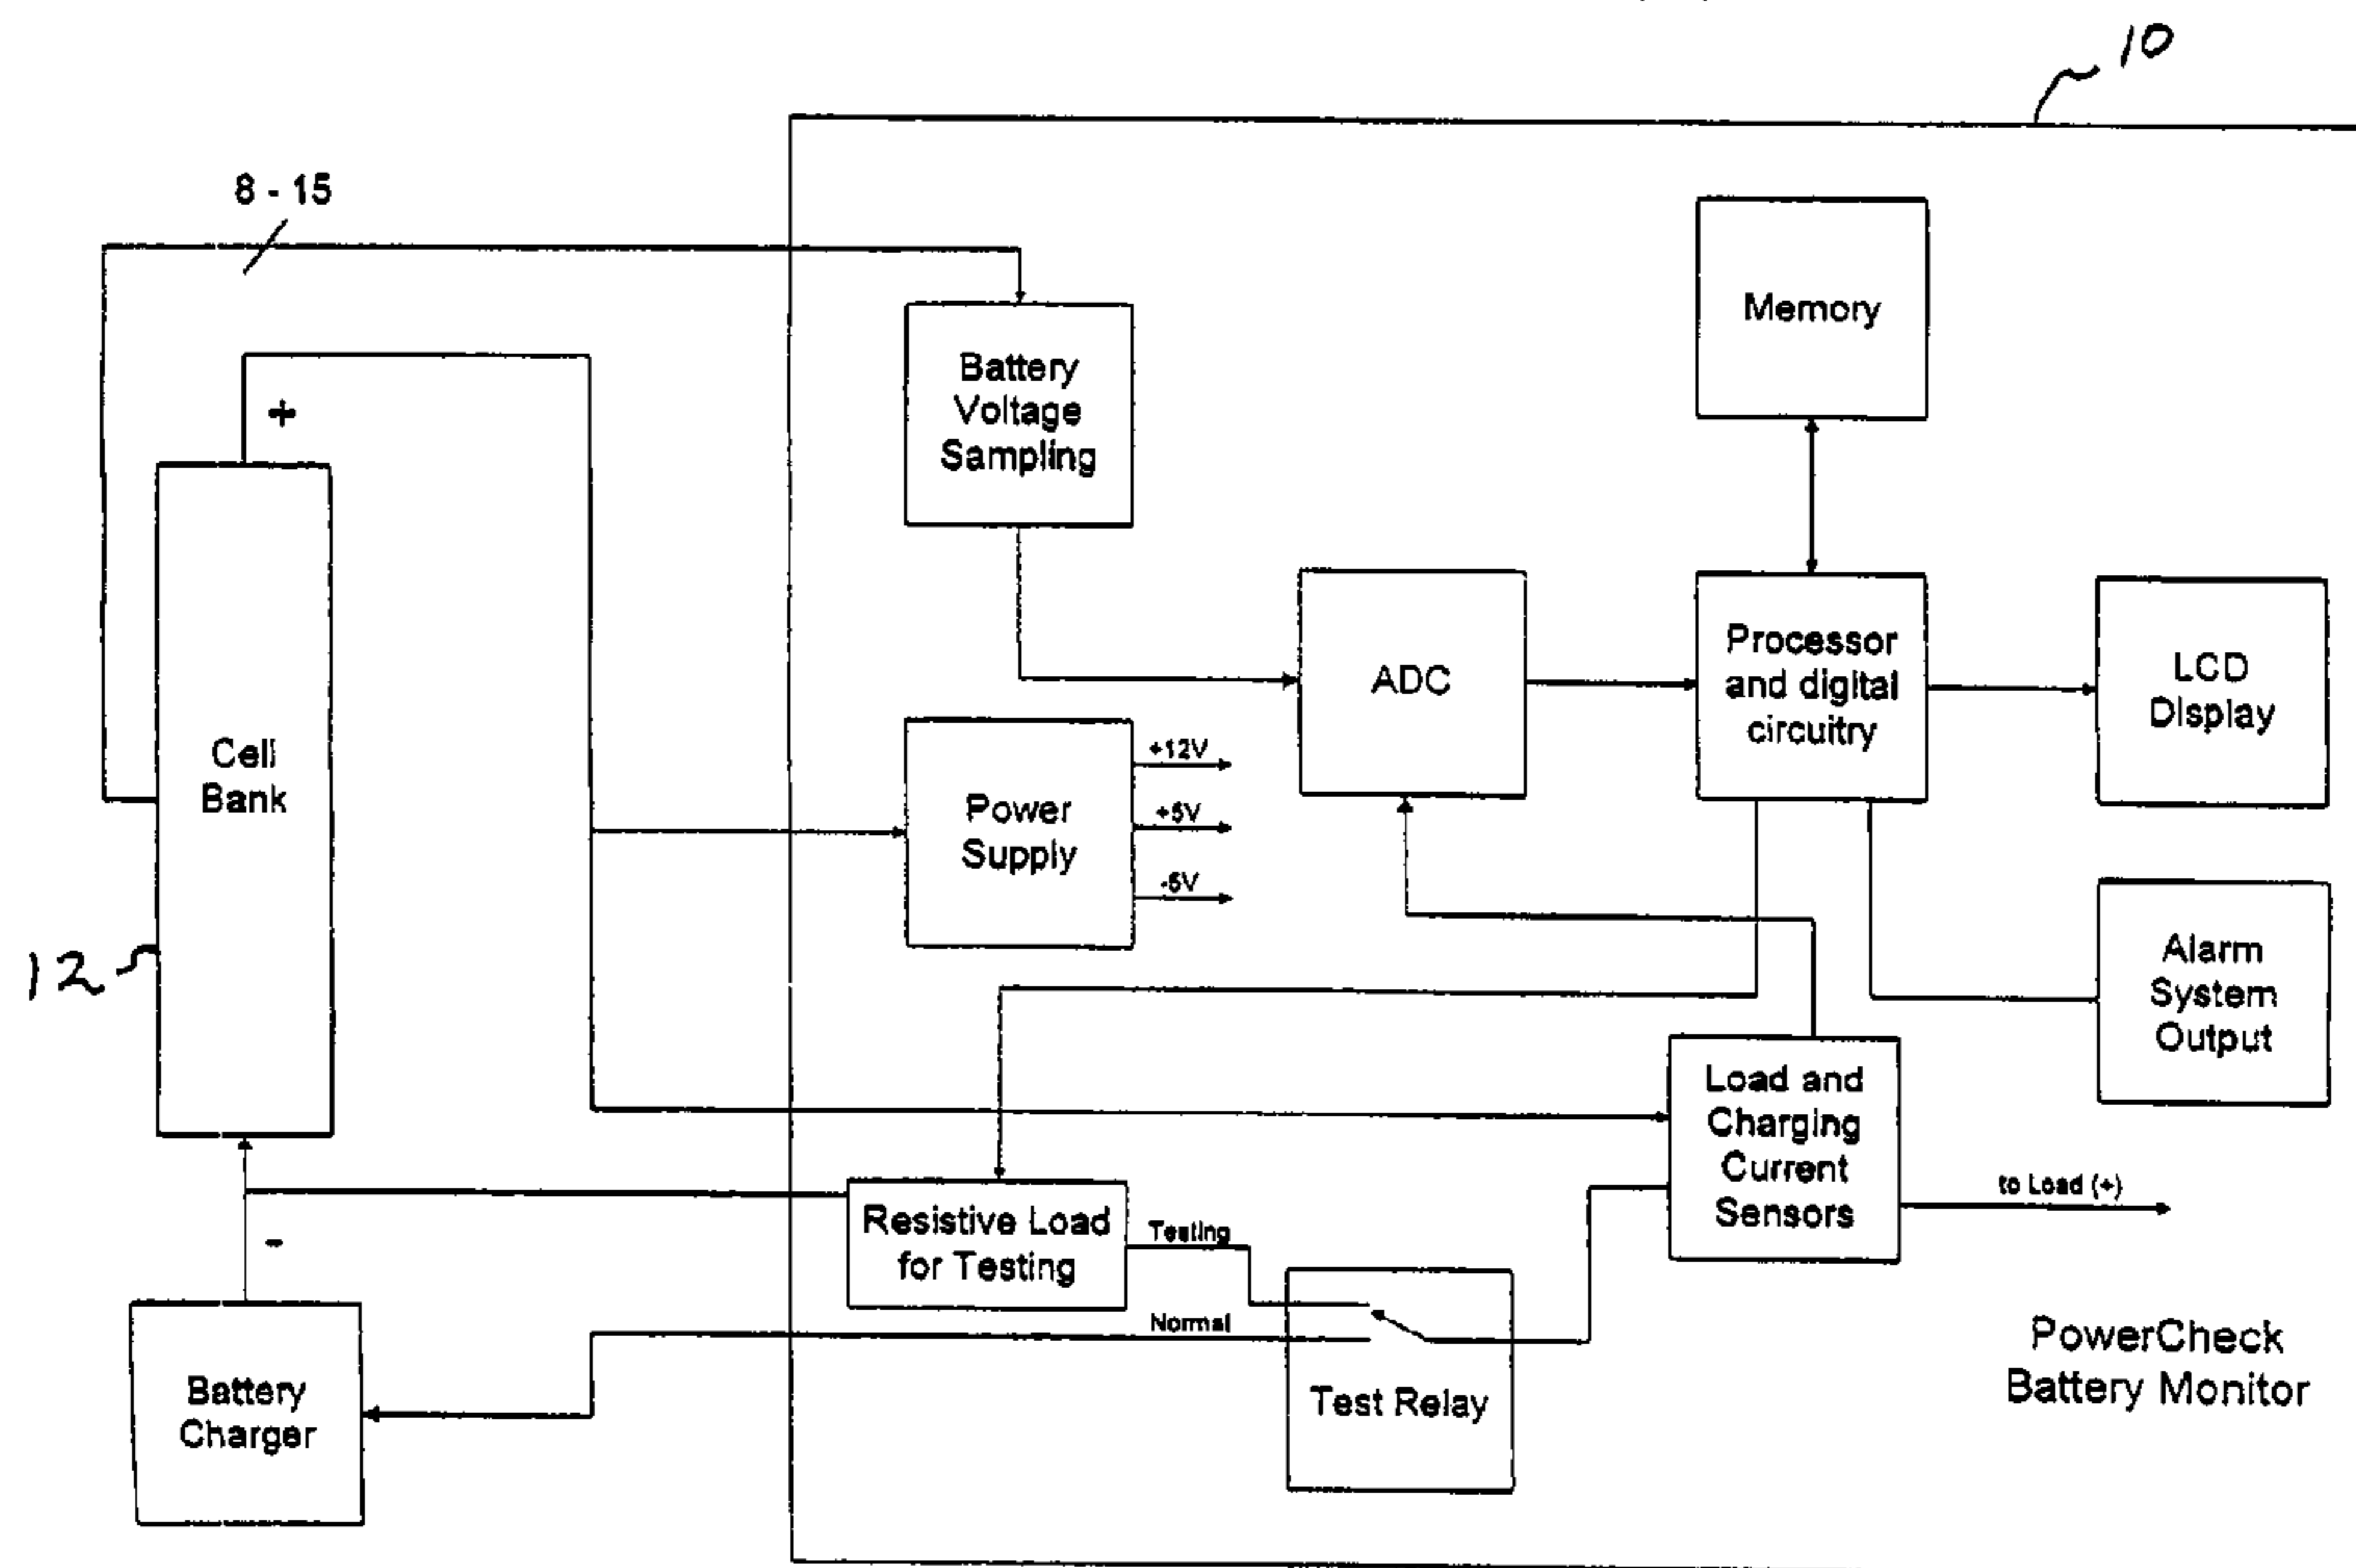 10
8 - 15
Memory
Battery
Voltage
Sampling
+
Processor
and digital
circuitry
ADC
LCD
Display
Cell
Bank
+12V
+5V
-5V
Power
Supply
12
Alarm
System
Output
Load and
Charging
Current
Sensors
to Load (+)
Resistive Load
for Testing
Testing
-
Normal
Test Relay
Battery
Charger
PowerCheck
Battery Monitor